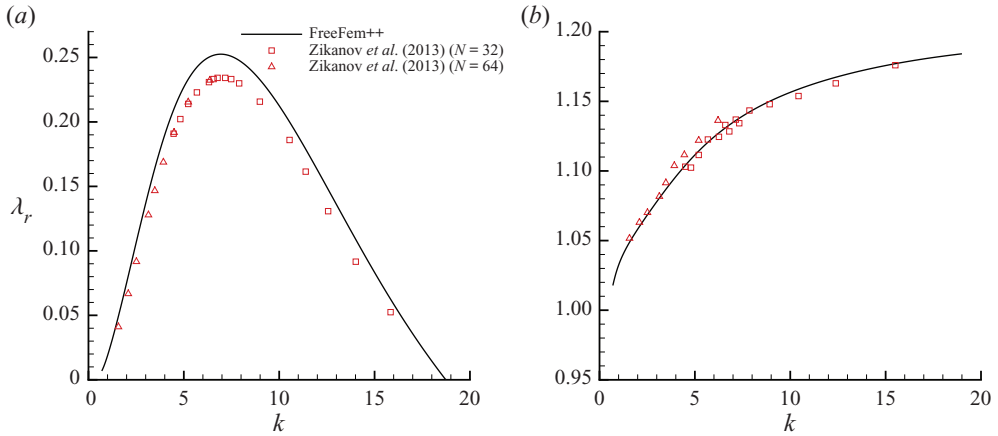 (a)
FreeFem++
Zikanov et al. (2013) (N = 32)
Zikanov et al. (2013) (N = 64)
0.25
0.20
0.15
0.10
0.05
0
λr
0 5 10 15 20
k
(b)
1.20
1.15
1.10
1.05
1.00
0.95
0 5 10 15 20
k